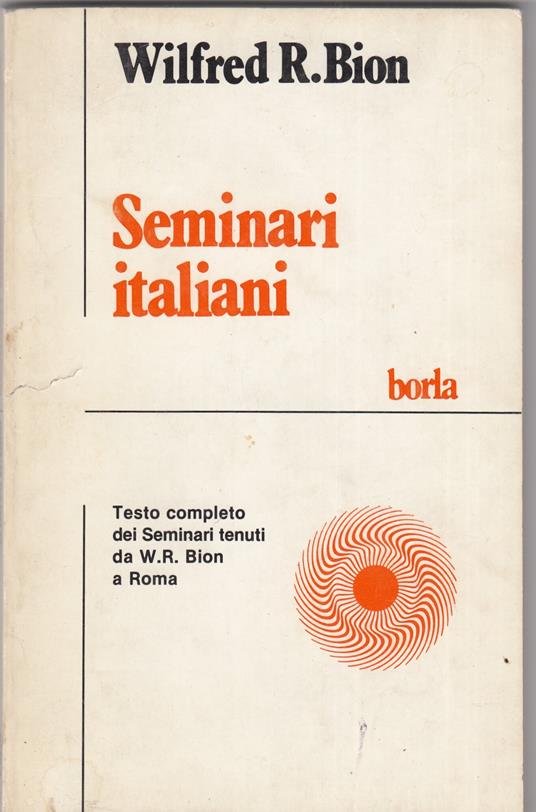 Wilfred R.Bion
Seminari
italiani
borla
Testo completo
dei Seminari tenuti
da W.R. Bion
a Roma